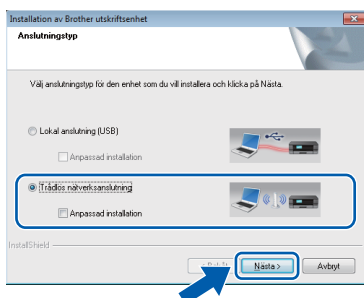 Installation av Brother utskriftsenhet
Anslutningstyp
Välj anslutningstyp för den enhet som du vill installera och klicka på Nästa.
Lokal anslutning (USB)
Anpassad installation
Trådlös nätverksanslutning
Anpassad installation
InstallShield
Nästa >
Avbryt